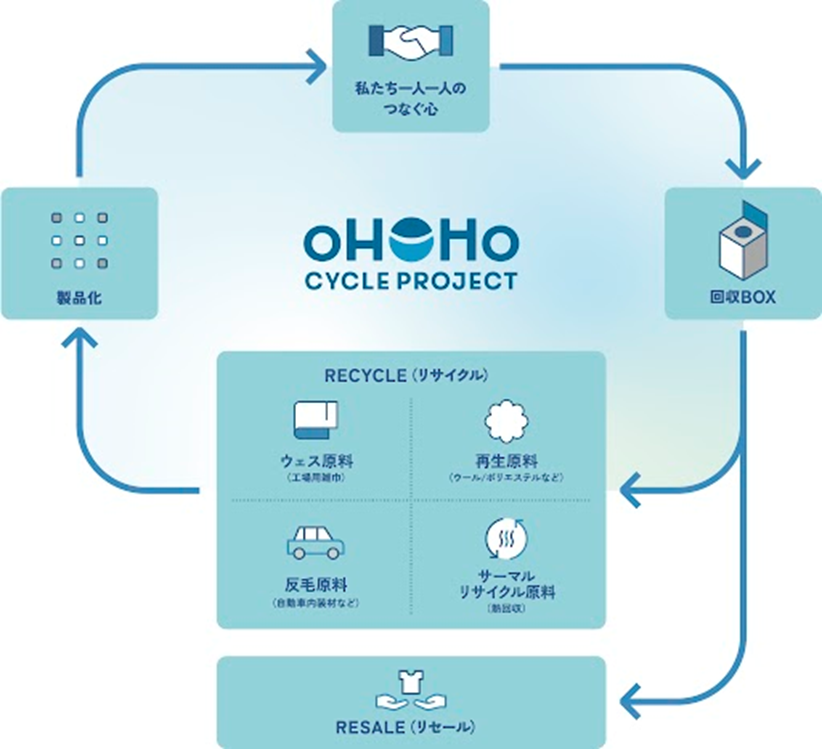 私たち一人一人の
つなぐ心
製品化
oHoHo
CYCLE PROJECT
回収BOX
RECYCLE（リサイクル）
ウェス原料
（工場用雑巾）
再生原料
（ウール/ポリエステルなど）
反毛原料
（自動車内装材など）
サーマル
リサイクル原料
（熱回収）
RESALE（リセール）